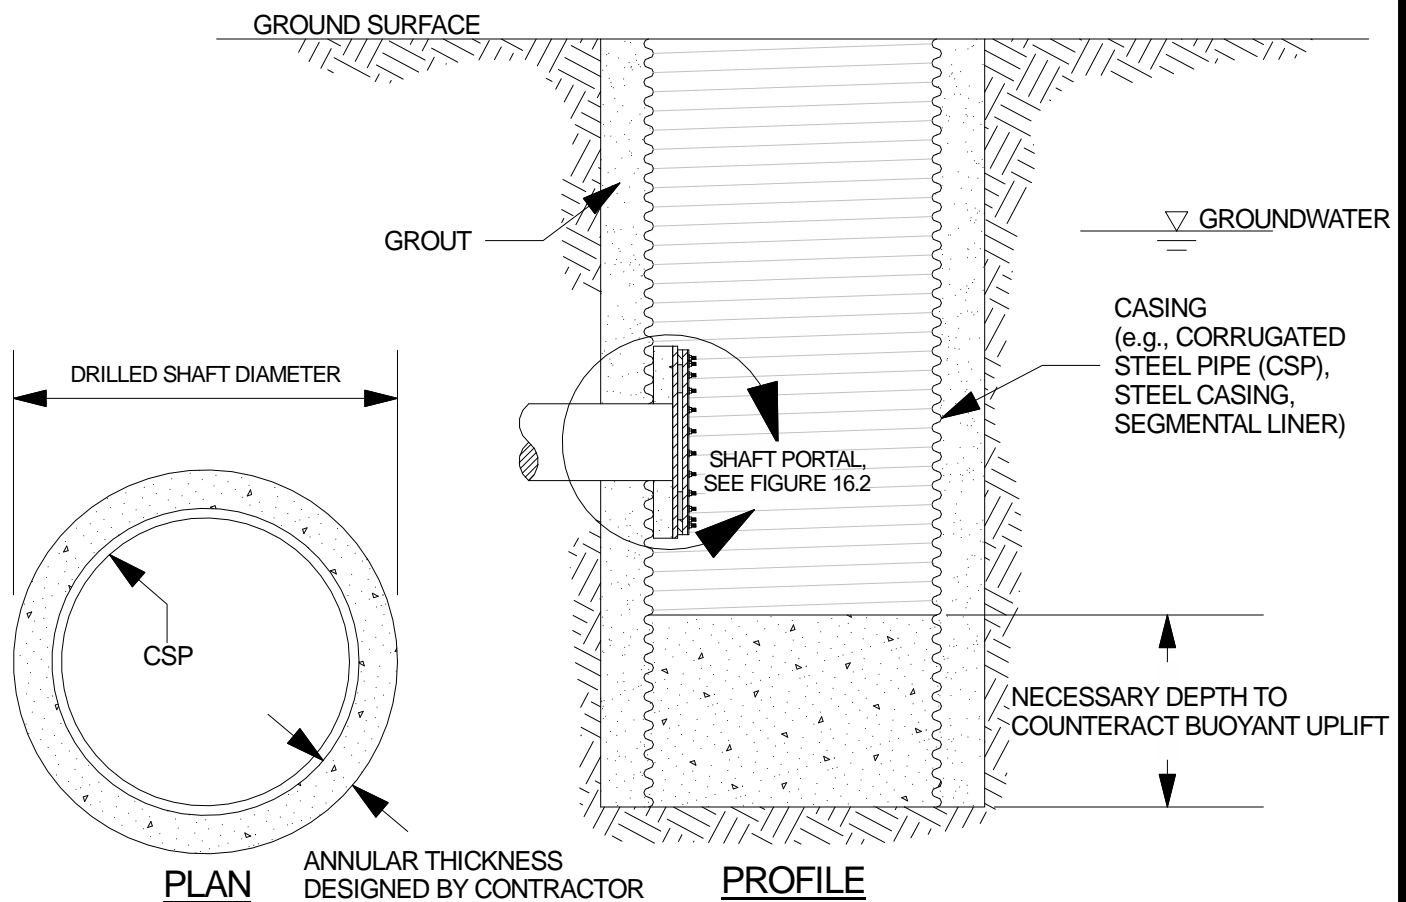 GROUND SURFACE
GROUNDWATER
GROUT
CASING
(e.g., CORRUGATED
STEEL PIPE (CSP),
STEEL CASING,
SEGMENTAL LINER)
DRILLED SHAFT DIAMETER
SHAFT PORTAL,
SEE FIGURE 16.2
CSP
NECESSARY DEPTH TO
COUNTERACT BUOYANT UPLIFT
ANNULAR THICKNESS
DESIGNED BY CONTRACTOR
PLAN
PROFILE